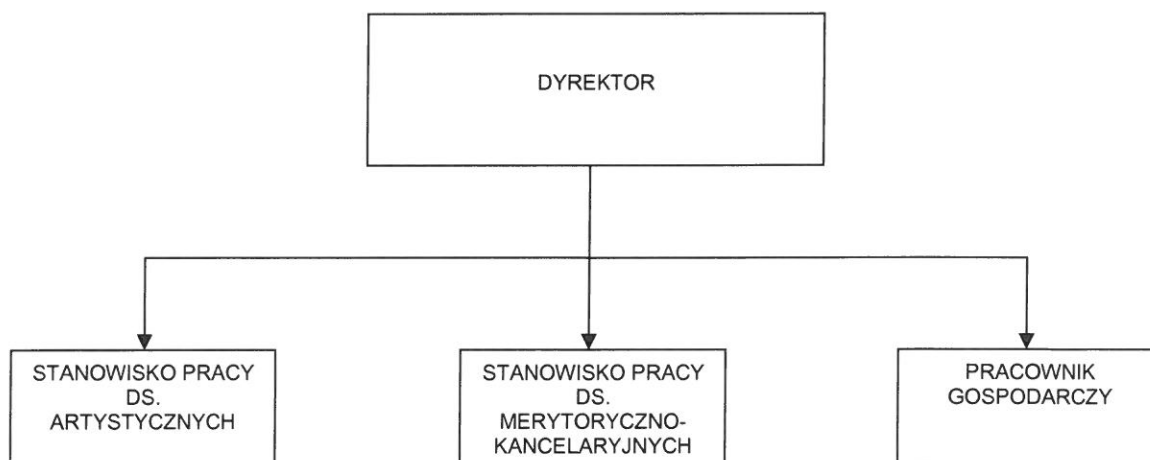 DYREKTOR
STANOWISKO PRACY
DS.
ARTYSTYCZNYCH
STANOWISKO PRACY
DS.
MERYTORYCZNO-
KANCELARYJNYCH
PRACOWNIK
GOSPODARCZY